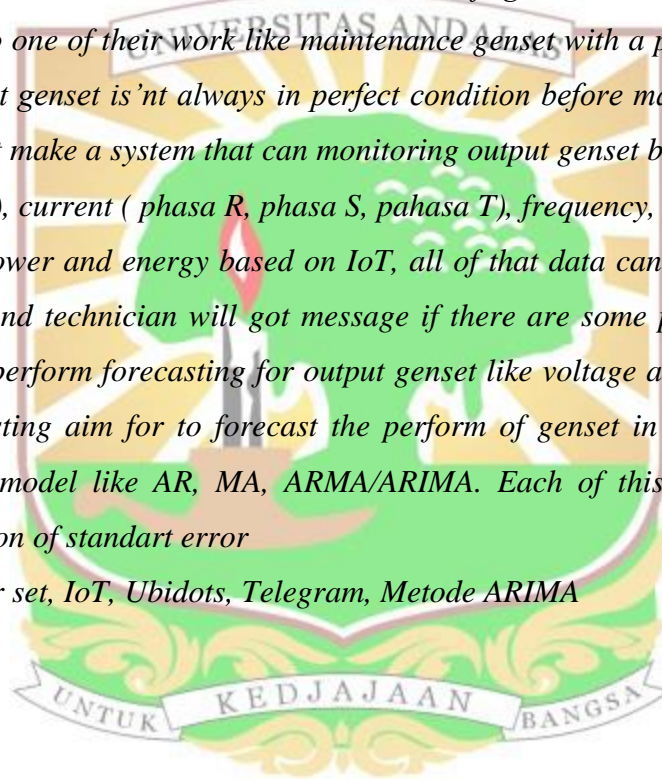 UNIVERSITAS ANDALAS
one of their work like maintenance genset with a
t genset is'nt always in perfect condition before
t make a system that can monitoring output genset
), current ( phasa R, phasa S, pahasa T), frequency,
ower and energy based on IoT, all of that data can
nd technician will got message if there are some
perform forecasting for output genset like voltage
ting aim for to forecast the perform of genset in
model like AR, MA, ARMA/ARIMA. Each of this
on of standart error
r set, IoT, Ubidots, Telegram, Metode ARIMA
UNTUK KEDJAJAAN BANGSA